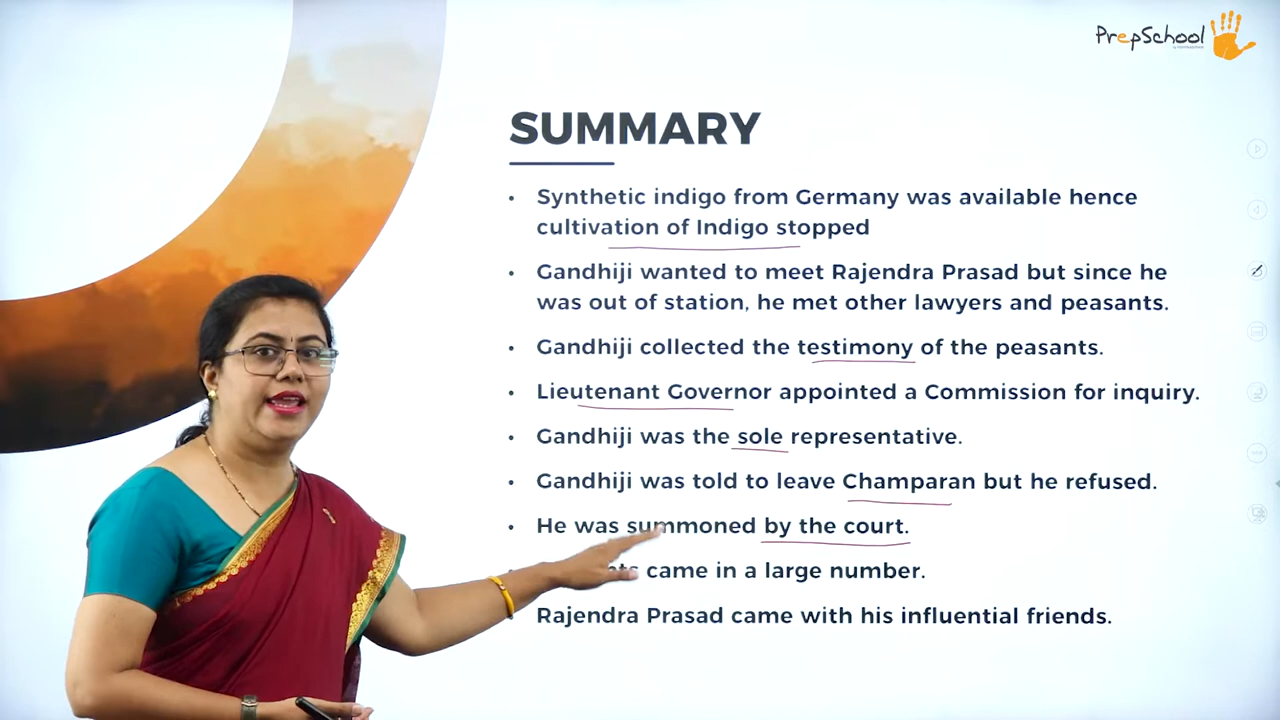 PrepSchool
SUMMARY
• Synthetic indigo from Germany was available hence
cultivation of Indigo stopped
• Gandhiji wanted to meet Rajendra Prasad but since he
was out of station, he met other lawyers and peasants.
• Gandhiji collected the testimony of the peasants.
• Lieutenant Governor appointed a Commission for inquiry.
• Gandhiji was the sole representative.
• Gandhiji was told to leave Champaran but he refused.
• He was summoned by the court.
came in a large number.
Rajendra Prasad came with his influential friends.